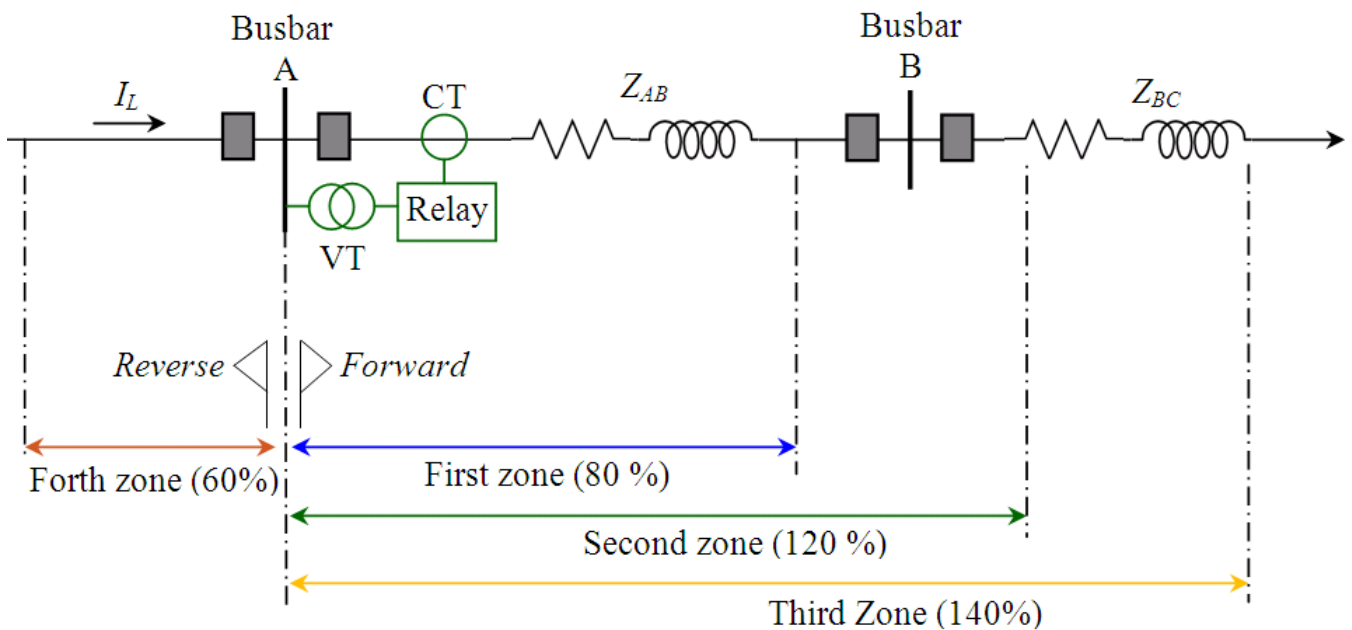 Busbar
A
Busbar
B
I_L
CT
Z_AB
Z_BC
Relay
VT
Reverse
Forward
Forth zone (60%)
First zone (80 %)
Second zone (120 %)
Third Zone (140%)